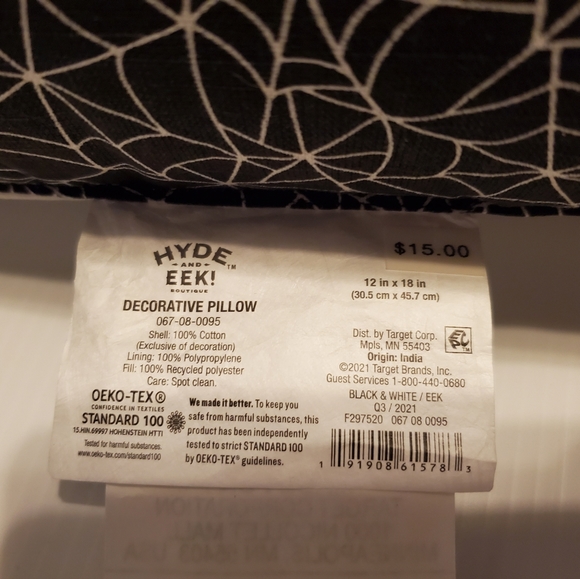 HYDE
AND
EEK!™
BOUTIQUE
$15.00
DECORATIVE PILLOW
067-08-0095
Shell: 100% Cotton
(Exclusive of decoration)
Lining: 100% Polypropylene
Fill: 100% Recycled polyester
Care: Spot clean.
12 in x 18 in
(30.5 cm x 45.7 cm)
Dist. by Target Corp.
Mpls, MN 55403
Origin: India
©2021 Target Brands, Inc.
Guest Services 1-800-440-0680
BLACK & WHITE / EEK
Q3 / 2021
F297520 067 08 0095
OEKO-TEX®
CONFIDENCE IN TEXTILES
STANDARD 100
15.HIN.69997 HOHENSTEIN HTTI
Tested for harmful substances.
www.oeko-tex.com/standard100
We made it better. To keep you
safe from harmful substances, this
product has been independently
tested to strict STANDARD 100
by OEKO-TEX® guidelines.
1 91908 61578 3